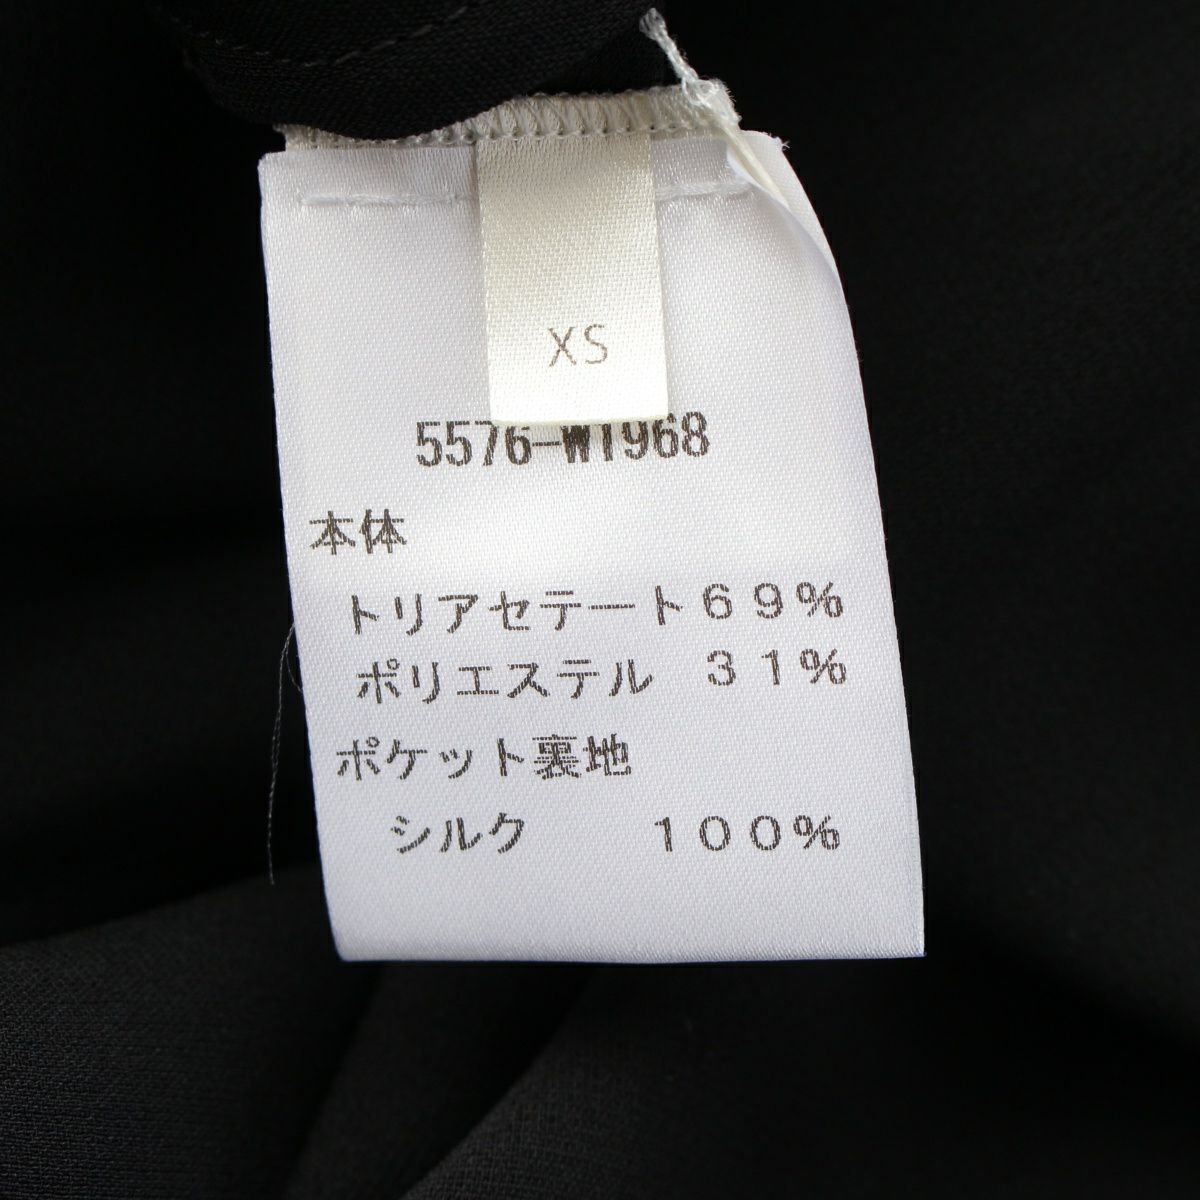 XS
5576-W1968
本体
トリアセテート69%
ポリエステル 31%
ポケット裏地
シルク 100%